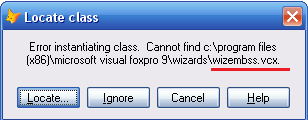 Locate class
Error instantiating class.  Cannot find c:\program files
(x86)\microsoft visual foxpro 9\wizards\wizembss.vcx.
Locate...
Ignore
Cancel
Help